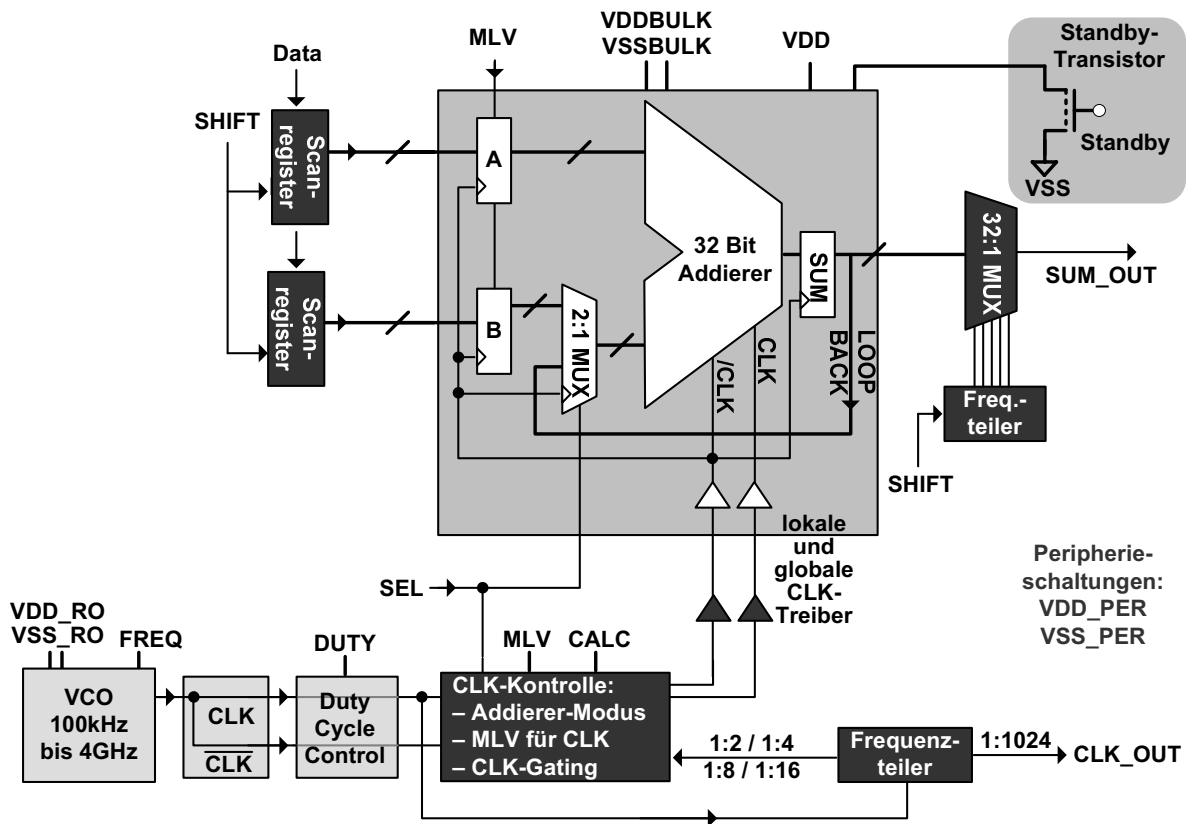 VDDBULK
VSSBULK
MLV
VDD
Standby-
Transistor
Data
SHIFT
Standby
Scan-
register
A
VSS
32 Bit
Addierer
SUM
32:1 MUX
SUM_OUT
Scan-
register
B
2:1 MUX
/CLK
CLK
LOOP
BACK
Freq.-
teiler
SHIFT
lokale
und
globale
CLK-
Treiber
Peripherie-
schaltungen:
VDD_PER
VSS_PER
SEL
VDD_RO
VSS_RO
FREQ
DUTY
MLV
CALC
VCO
100kHz
bis 4GHz
CLK
CLK
Duty
Cycle
Control
CLK-Kontrolle:
– Addierer-Modus
– MLV für CLK
– CLK-Gating
1:2 / 1:4
1:8 / 1:16
Frequenz-
teiler
1:1024
CLK_OUT